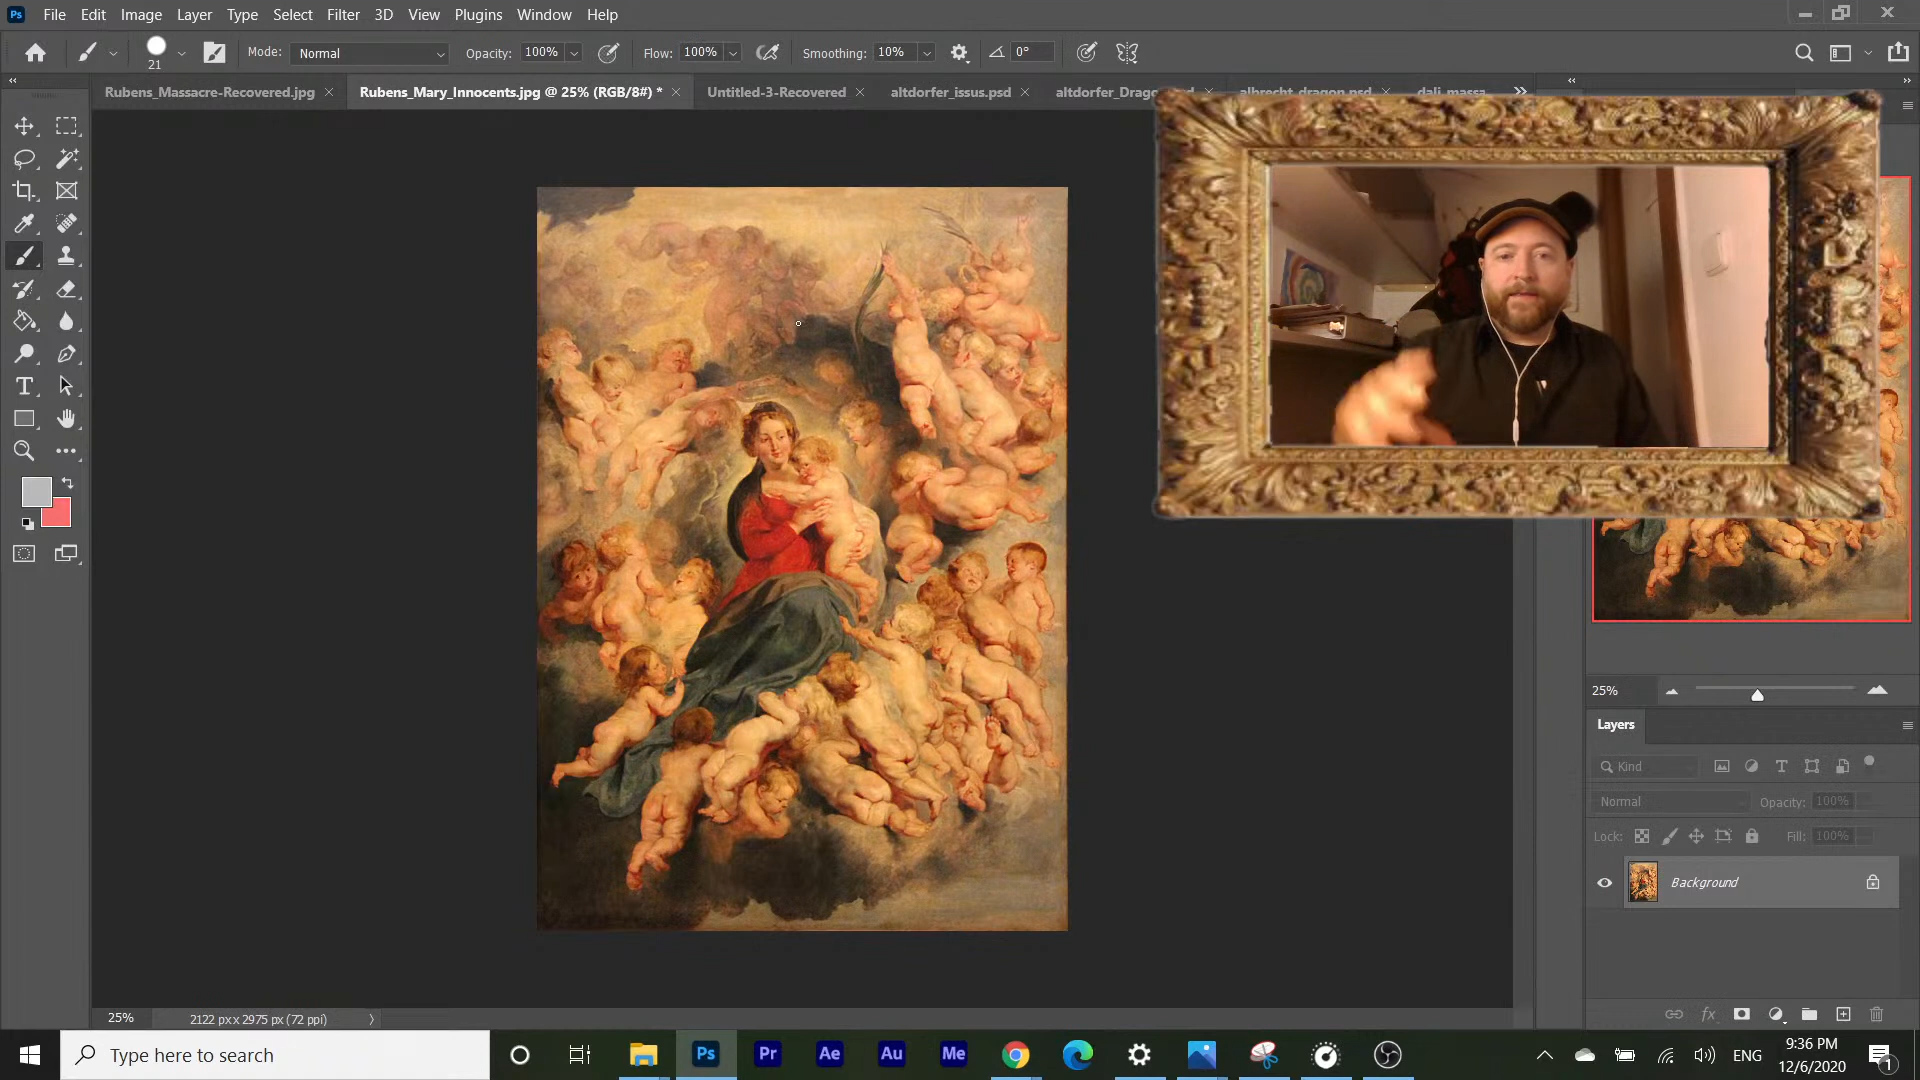 Ps File Edit Image Layer Type Select Filter 3D View Plugins Window Help
21 Mode: Normal Opacity: 100% Flow: 100% Smoothing: 10% 0°
Rubens_Massacre-Recovered.jpg Rubens_Mary_Innocents.jpg @ 25% (RGB/8#) * Untitled-3-Recovered altdorfer_issus.psd
T
25%
Layers
Kind T
Normal Opacity: 100%
Lock: Fill: 100%
Background
fx
25% 2122 px x 2975 px (72 ppi)
Type here to search Ps Pr Ae Au Me ENG 9:36 PM
12/6/2020
1